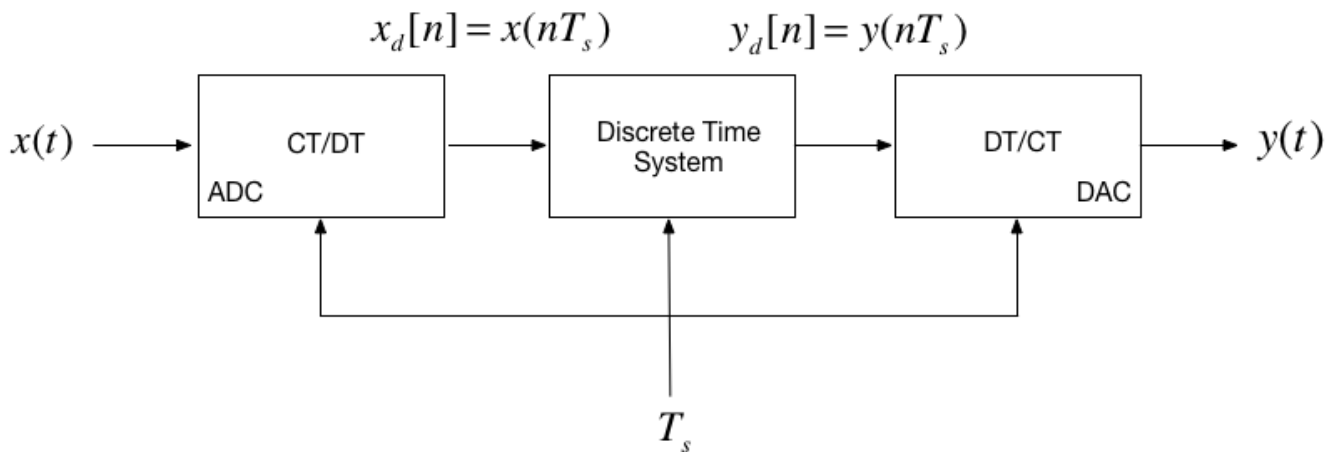 x_d[n] = x(nT_s)
y_d[n] = y(nT_s)
x(t)
CT/DT
ADC
Discrete Time
System
DT/CT
DAC
y(t)
T_s